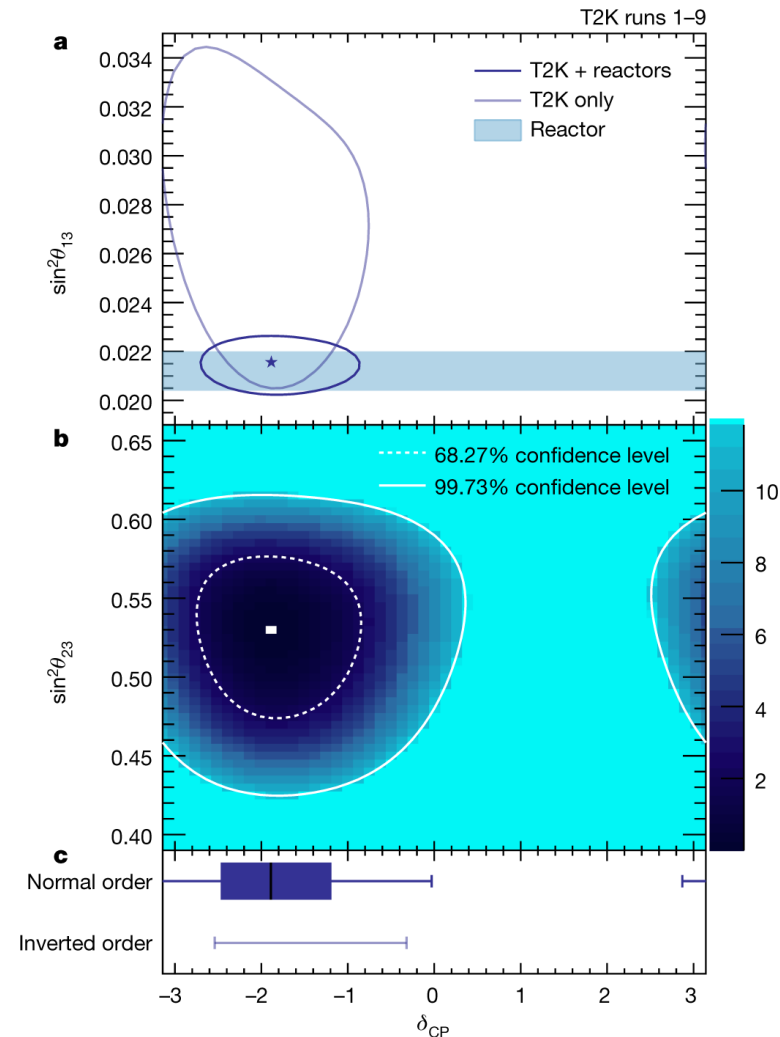 T2K runs 1–9
a
T2K + reactors
T2K only
Reactor
0.034
0.032
0.030
0.028
0.026
0.024
0.022
0.020
sin²θ₁₃
b
68.27% confidence level
99.73% confidence level
0.65
0.60
0.55
0.50
0.45
0.40
sin²θ₂₃
10
8
6
4
2
c
Normal order
Inverted order
−3 −2 −1 0 1 2 3
δCP